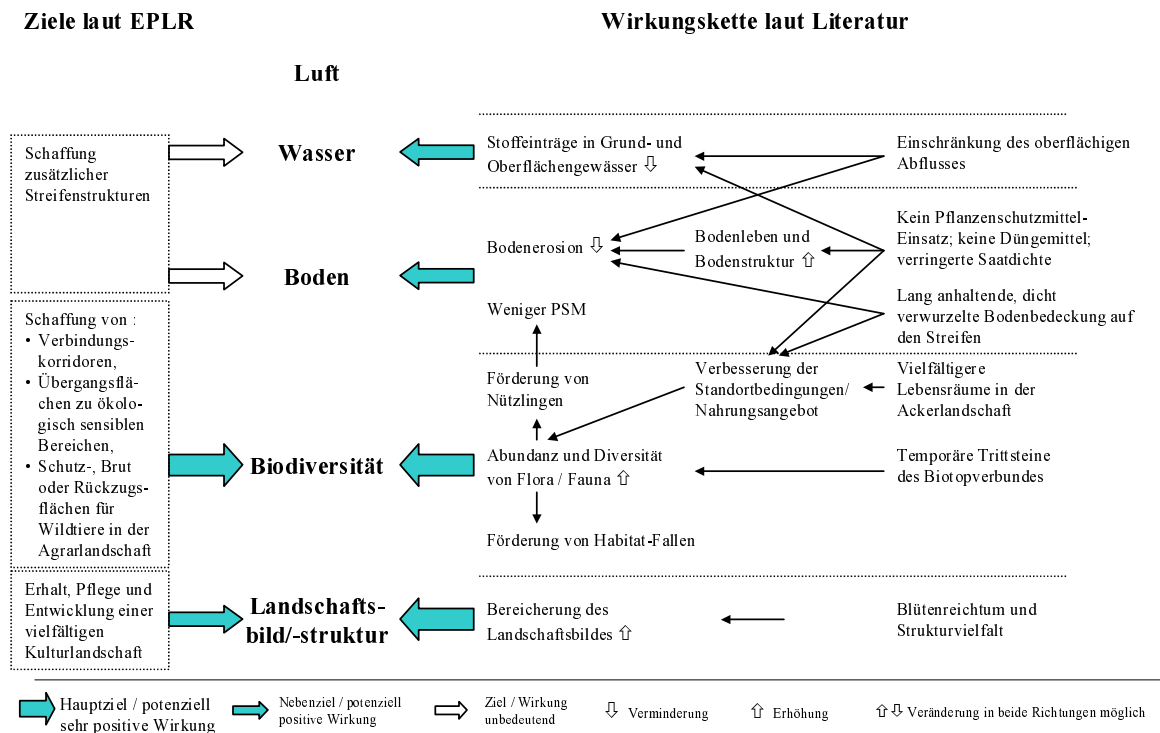 Ziele laut EPLR
Wirkungskette laut Literatur
Luft
Schaffung
zusätzlicher
Streifenstrukturen
Wasser
Stoffeinträge in Grund- und
Oberflächengewässer ⇩
Einschränkung des oberflächigen
Abflusses
Boden
Bodenerosion ⇩
Bodenleben und
Bodenstruktur ⇧
Kein Pflanzenschutzmittel-
Einsatz; keine Düngemittel;
verringerte Saatdichte
Weniger PSM
Lang anhaltende, dicht
verwurzelte Bodenbedeckung auf
den Streifen
Schaffung von :
• Verbindungs-
korridoren,
• Übergangsflä-
chen zu ökolo-
gisch sensiblen
Bereichen,
• Schutz-, Brut
oder Rückzugs-
flächen für
Wildtiere in der
Agrarlandschaft
Biodiversität
Förderung von
Nützlingen
Verbesserung der
Standortbedingungen/
Nahrungsangebot
Vielfältigere
Lebensräume in der
Ackerlandschaft
Abundanz und Diversität
von Flora / Fauna ⇧
Temporäre Trittsteine
des Biotopverbundes
Förderung von Habitat-Fallen
Erhalt, Pflege und
Entwicklung einer
vielfältigen
Kulturlandschaft
Landschafts-
bild/-struktur
Bereicherung des
Landschaftsbildes ⇧
Blütenreichtum und
Strukturvielfalt
Hauptziel / potenziell
sehr positive Wirkung
Nebenziel / potenziell
positive Wirkung
Ziel / Wirkung
unbedeutend
⇩ Verminderung
⇧ Erhöhung
⇧⇩ Veränderung in beide Richtungen möglich